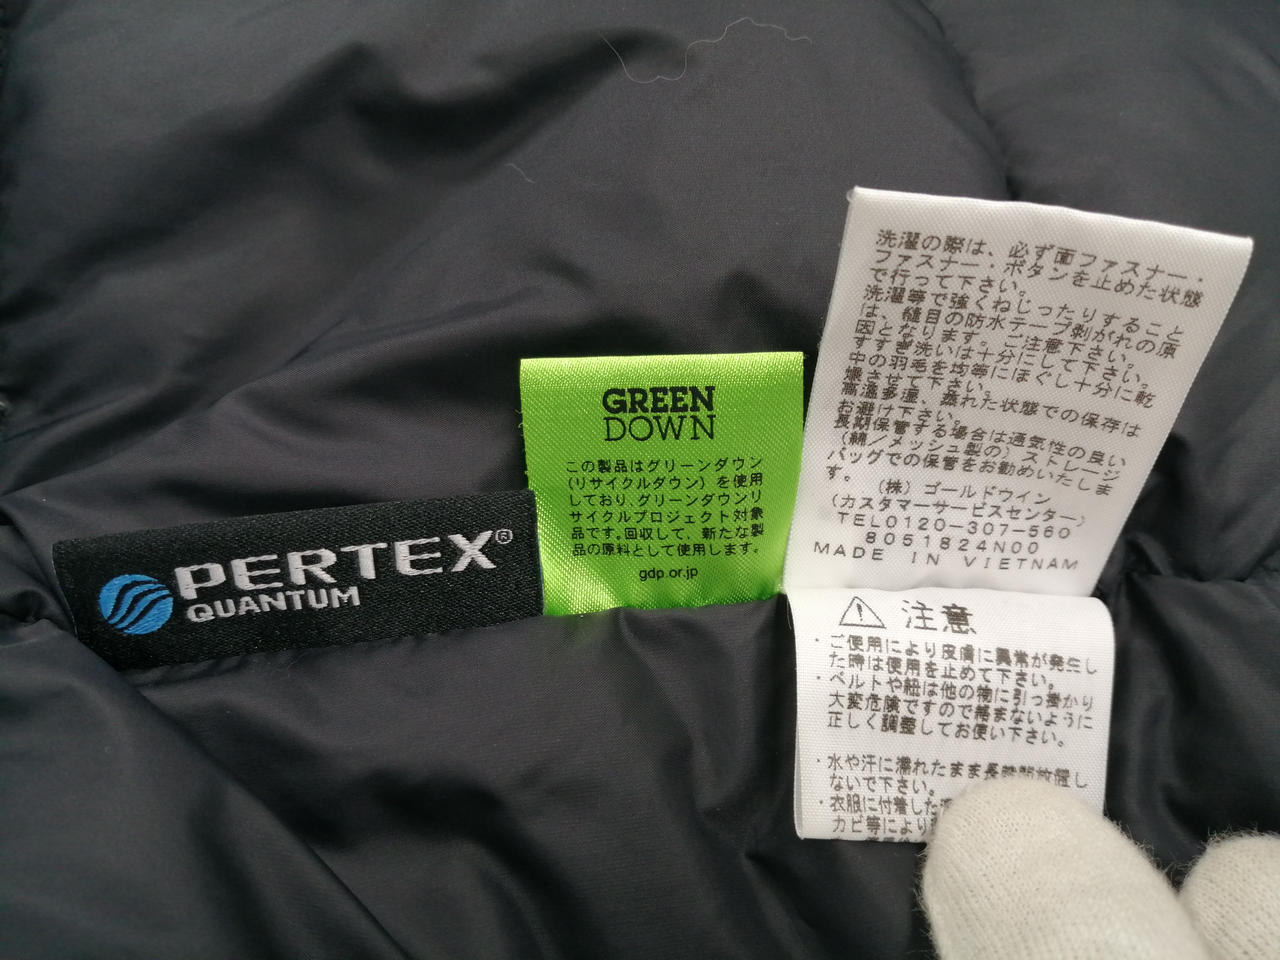 PERTEX®
QUANTUM
GREEN
DOWN
この製品はグリーンダウン
(リサイクルダウン)を使用
しており、グリーンダウンリ
サイクルプロジェクト対象
品です。回収して、新たな製
品の原料として使用します。
gdp.or.jp
洗濯の際は、必ず面ファスナー・
ファスナー・ボタンを止めた状態
で行って下さい。
洗濯等で強くねじったりすること
は、縫目の防水テープ剝がれの原
因となります。ご注意下さい。
すすぎ洗いは十分にして下さい。
中の羽毛を均等にほぐし十分に乾
燥させて下さい。
高温多湿、蒸れた状態での保存は
お避け下さい。
長期保管する場合は通気性の良い
(綿/メッシュ製の)ストレージ
バッグでの保管をお勧めいたしま
す。
(株)ゴールドウイン
(カスタマーサービスセンター)
TEL0120-307-560
8051824N00
MADE IN VIETNAM
⚠ 注意
・ご使用により皮膚に異常が発生し
た時は使用を止めて下さい。
・ベルトや紐は他の物に引っ掛かり
大変危険ですので絡まないように
正しく調整してお使い下さい。
・水や汗に濡れたまま長時間放置し
ないで下さい。
・衣服に付着した
カビ等により